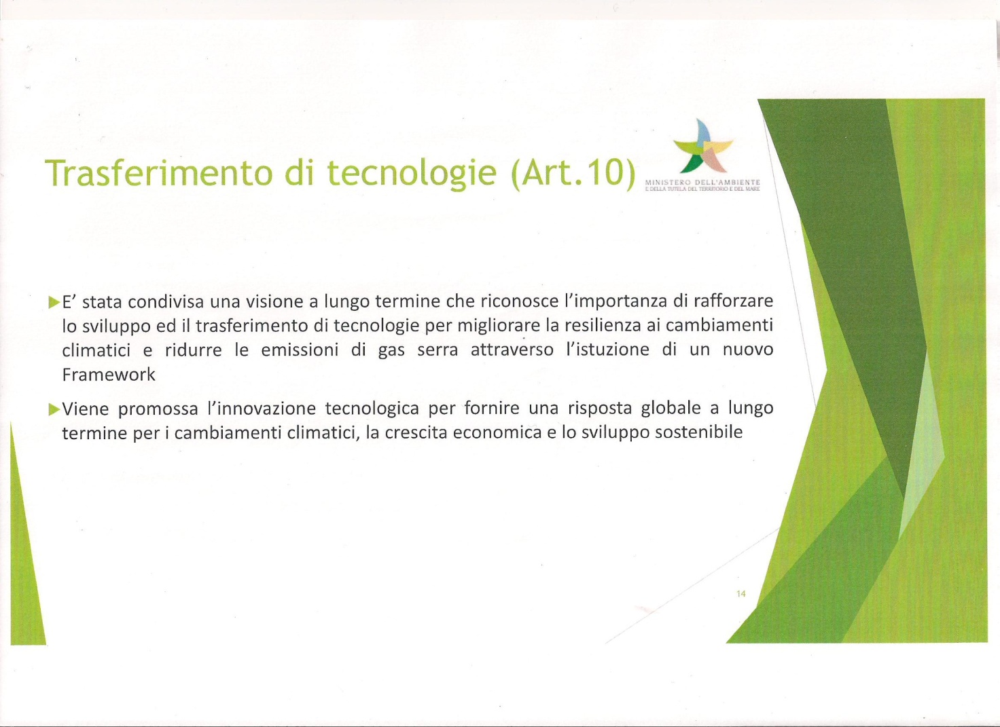 Trasferimento di tecnologie (Art.10)
MINISTERO DELL'AMBIENTE
E DELLA TUTELA DEL TERRITORIO E DEL MARE
E' stata condivisa una visione a lungo termine che riconosce l'importanza di rafforzare
lo sviluppo ed il trasferimento di tecnologie per migliorare la resilienza ai cambiamenti
climatici e ridurre le emissioni di gas serra attraverso l'istuzione di un nuovo
Framework
Viene promossa l'innovazione tecnologica per fornire una risposta globale a lungo
termine per i cambiamenti climatici, la crescita economica e lo sviluppo sostenibile
14